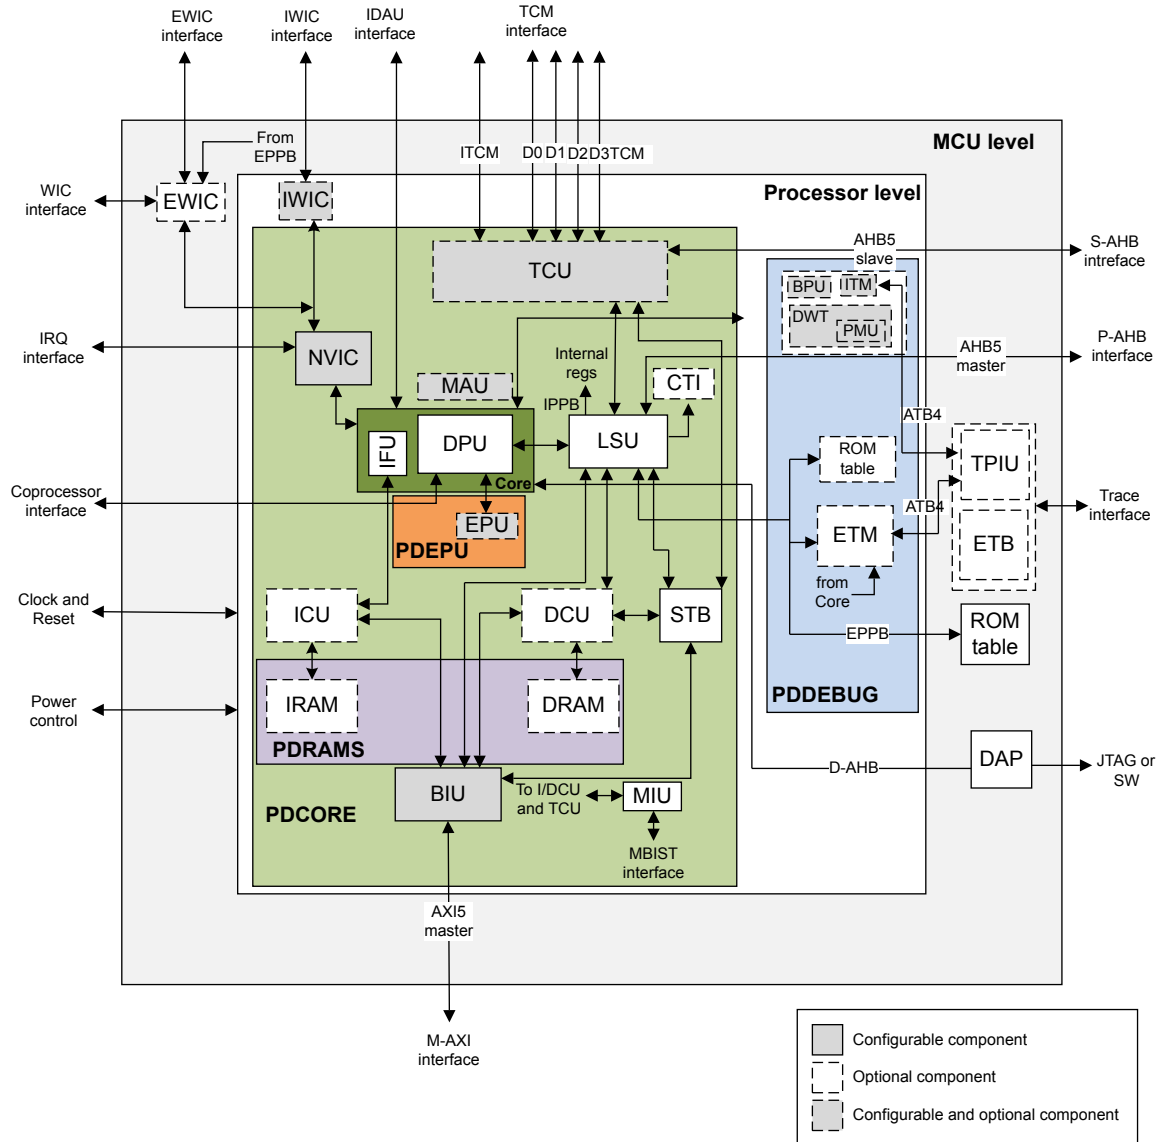 EWIC
interface
IWIC
interface
IDAU
interface
TCM
interface
From
EPPB
ITCM
D0 D1 D2 D3TCM
MCU level
WIC
interface
EWIC
IWIC
Processor level
TCU
AHB5
slave
S-AHB
intreface
BPU
ITM
DWT
PMU
IRQ
interface
NVIC
Internal
regs
AHB5
master
P-AHB
interface
MAU
CTI
IPPB
ATB4
IFU
DPU
LSU
ROM
table
TPIU
Core
Coprocessor
interface
ATB4
Trace
interface
EPU
PDEPU
ETM
ETB
from
Core
Clock and
Reset
ICU
DCU
STB
EPPB
ROM
table
IRAM
DRAM
PDDEBUG
Power
control
PDRAMS
D-AHB
DAP
JTAG or
SW
BIU
To I/DCU
and TCU
MIU
PDCORE
MBIST
interface
AXI5
master
M-AXI
interface
Configurable component
Optional component
Configurable and optional component